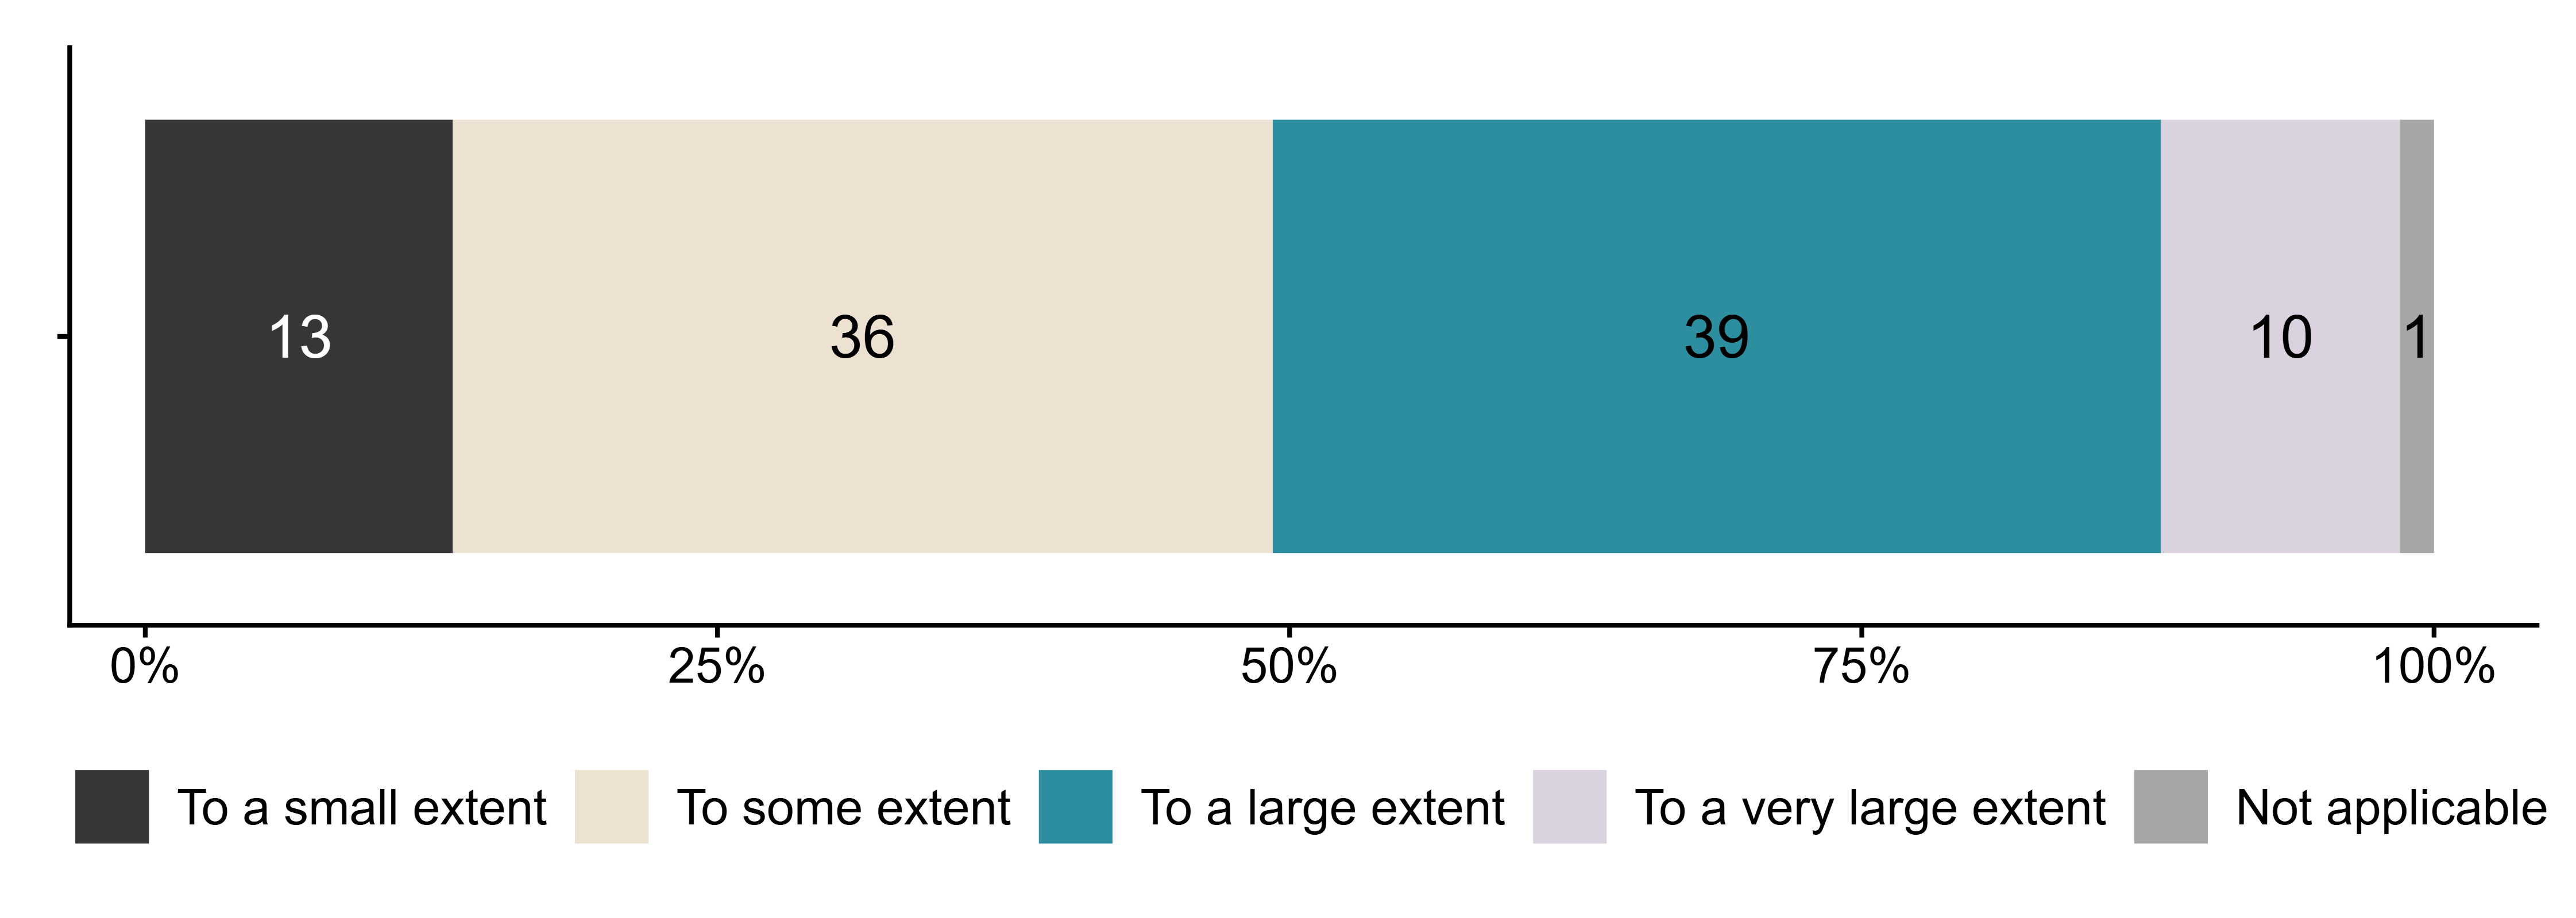 13 36 39 10 1
0% 25% 50% 75% 100%
To a small extent To some extent To a large extent To a very large extent Not applicable